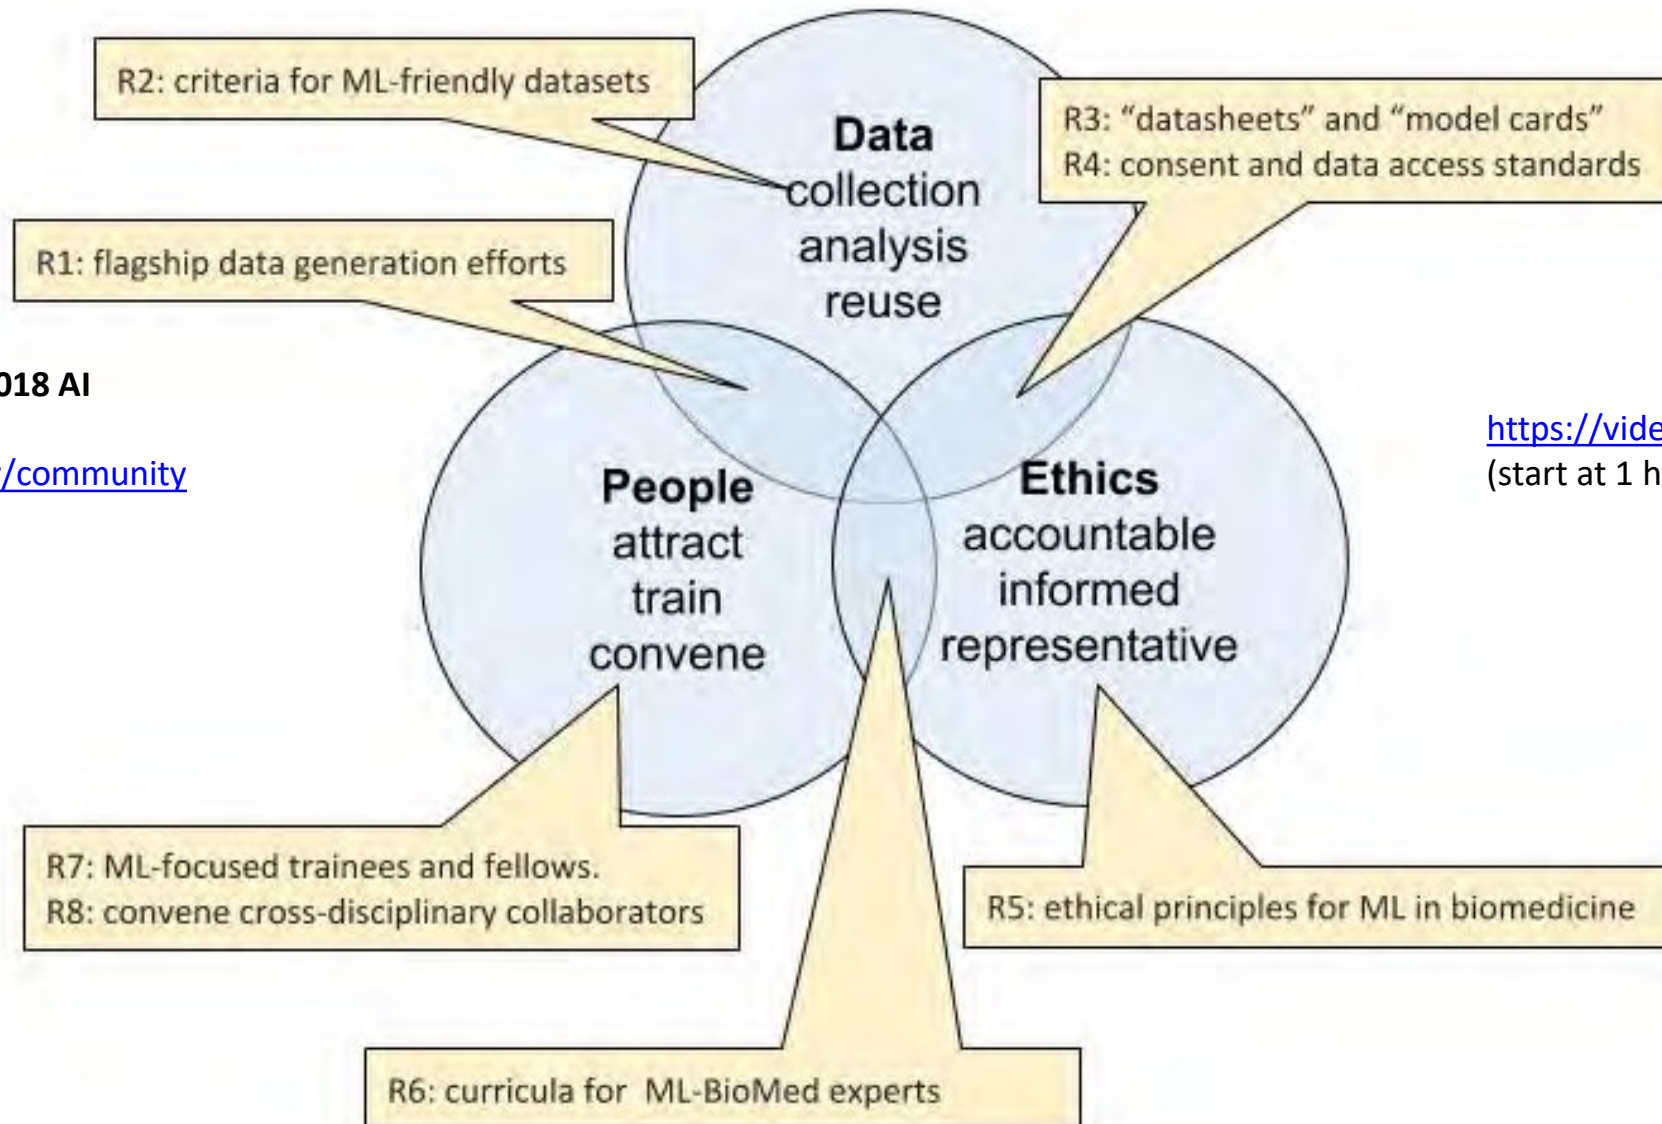 R2: criteria for ML-friendly datasets
Data
collection
analysis
reuse
R3: “datasheets” and “model cards”
R4: consent and data access standards
R1: flagship data generation efforts
018 AI
/community
https://vide
(start at 1 h
People
attract
train
convene
Ethics
accountable
informed
representative
R7: ML-focused trainees and fellows.
R8: convene cross-disciplinary collaborators
R5: ethical principles for ML in biomedicine
R6: curricula for ML-BioMed experts